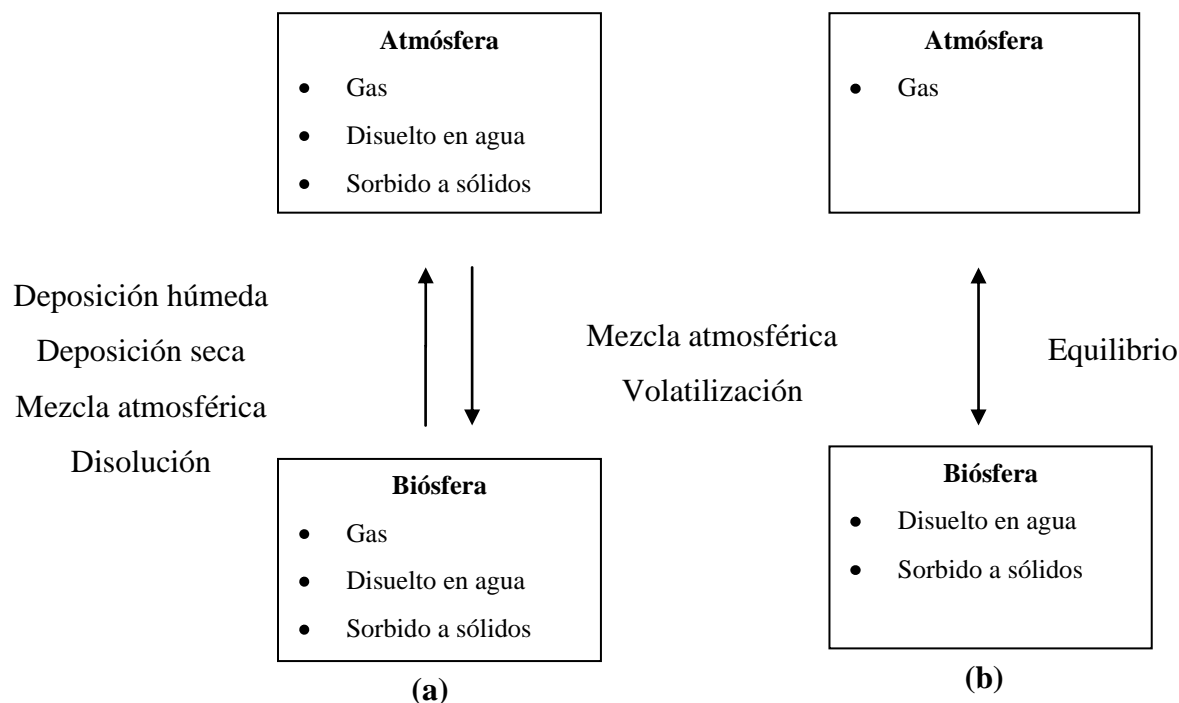 Atmósfera
• Gas
• Disuelto en agua
• Sorbido a sólidos
Deposición húmeda
Deposición seca
Mezcla atmosférica
Disolución
Mezcla atmosférica
Volatilización
Biósfera
• Gas
• Disuelto en agua
• Sorbido a sólidos
(a)
Atmósfera
• Gas
Equilibrio
Biósfera
• Disuelto en agua
• Sorbido a sólidos
(b)